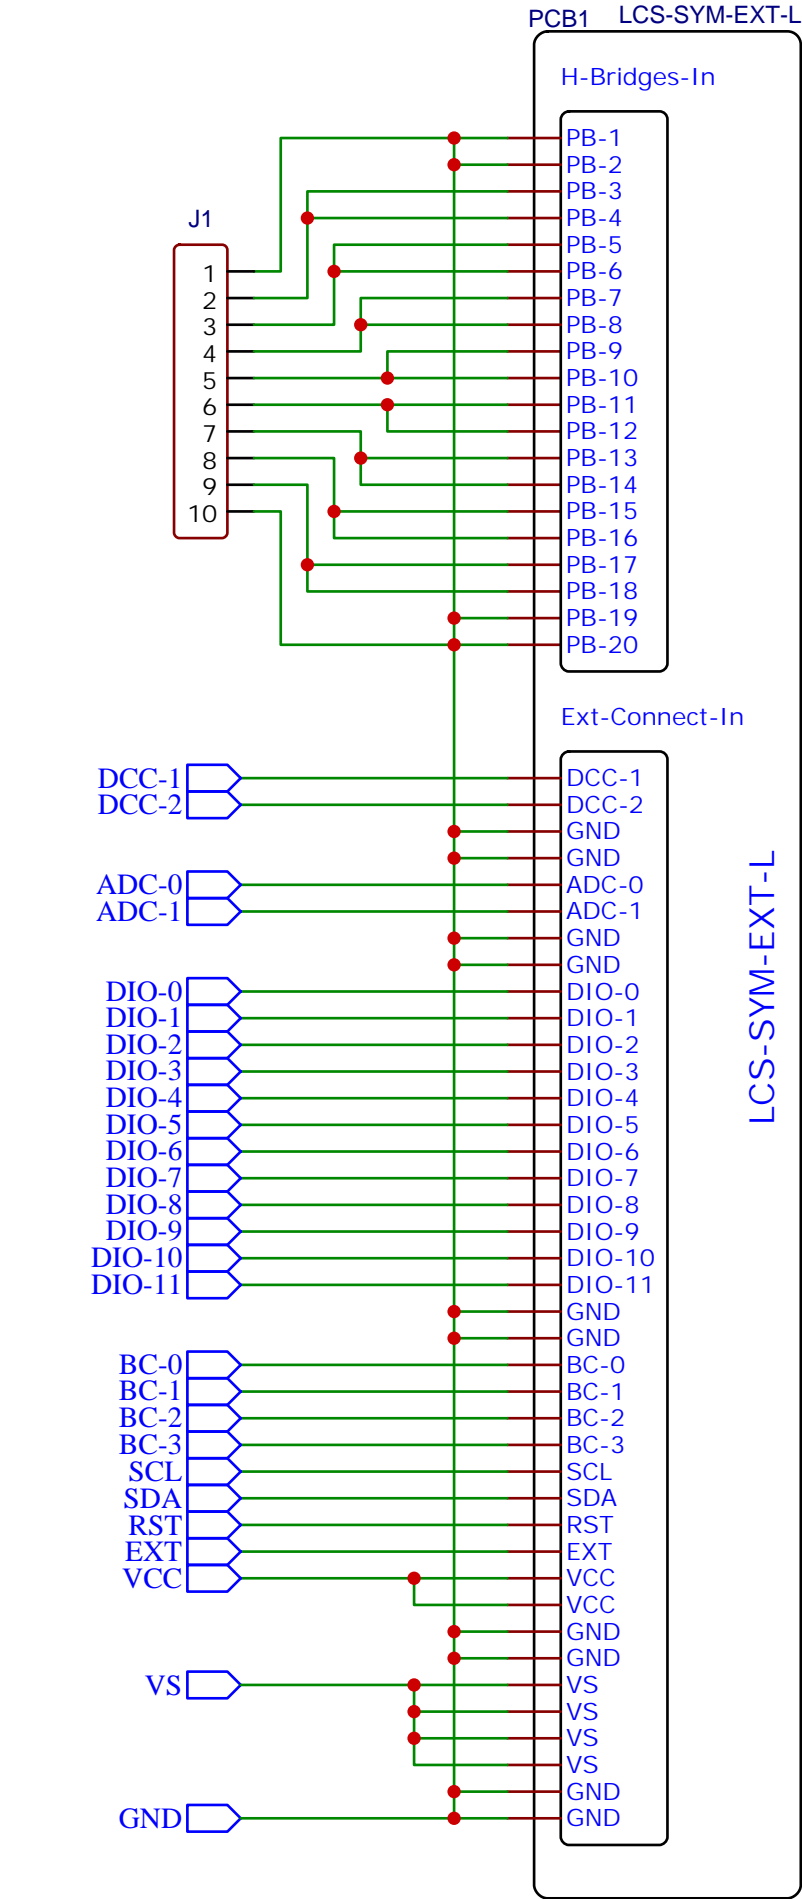 PCB1 LCS-SYM-EXT-L
H-Bridges-In
PB-1
PB-2
PB-3
PB-4
PB-5
PB-6
PB-7
PB-8
PB-9
PB-10
PB-11
PB-12
PB-13
PB-14
PB-15
PB-16
PB-17
PB-18
PB-19
PB-20
J1
1
2
3
4
5
6
7
8
9
10
Ext-Connect-In
DCC-1 DCC-1
DCC-2 DCC-2
GND
GND
ADC-0 ADC-0
ADC-1 ADC-1
GND
GND
DIO-0 DIO-0
DIO-1 DIO-1
DIO-2 DIO-2
DIO-3 DIO-3
DIO-4 DIO-4
DIO-5 DIO-5
DIO-6 DIO-6
DIO-7 DIO-7
DIO-8 DIO-8
DIO-9 DIO-9
DIO-10 DIO-10
DIO-11 DIO-11
GND
GND
BC-0 BC-0
BC-1 BC-1
BC-2 BC-2
BC-3 BC-3
SCL SCL
SDA SDA
RST RST
EXT EXT
VCC VCC
VCC
GND
GND
VS VS
VS
VS
VS
GND
GND GND
LCS-SYM-EXT-L